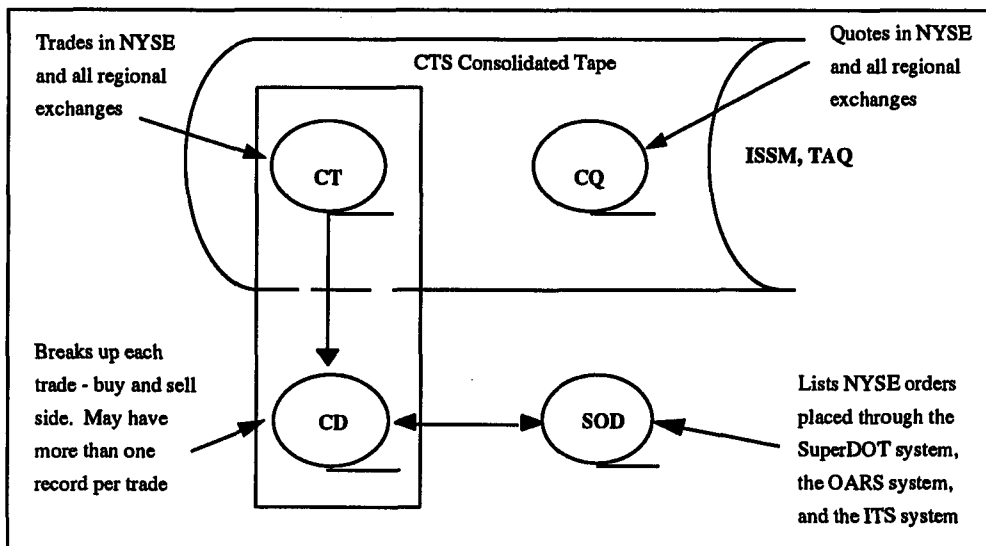 Trades in NYSE
and all regional
exchanges
CTS Consolidated Tape
Quotes in NYSE
and all regional
exchanges
CT
CQ
ISSM, TAQ
Breaks up each
trade - buy and sell
side. May have
more than one
record per trade
CD
SOD
Lists NYSE orders
placed through the
SuperDOT system,
the OARS system,
and the ITS system